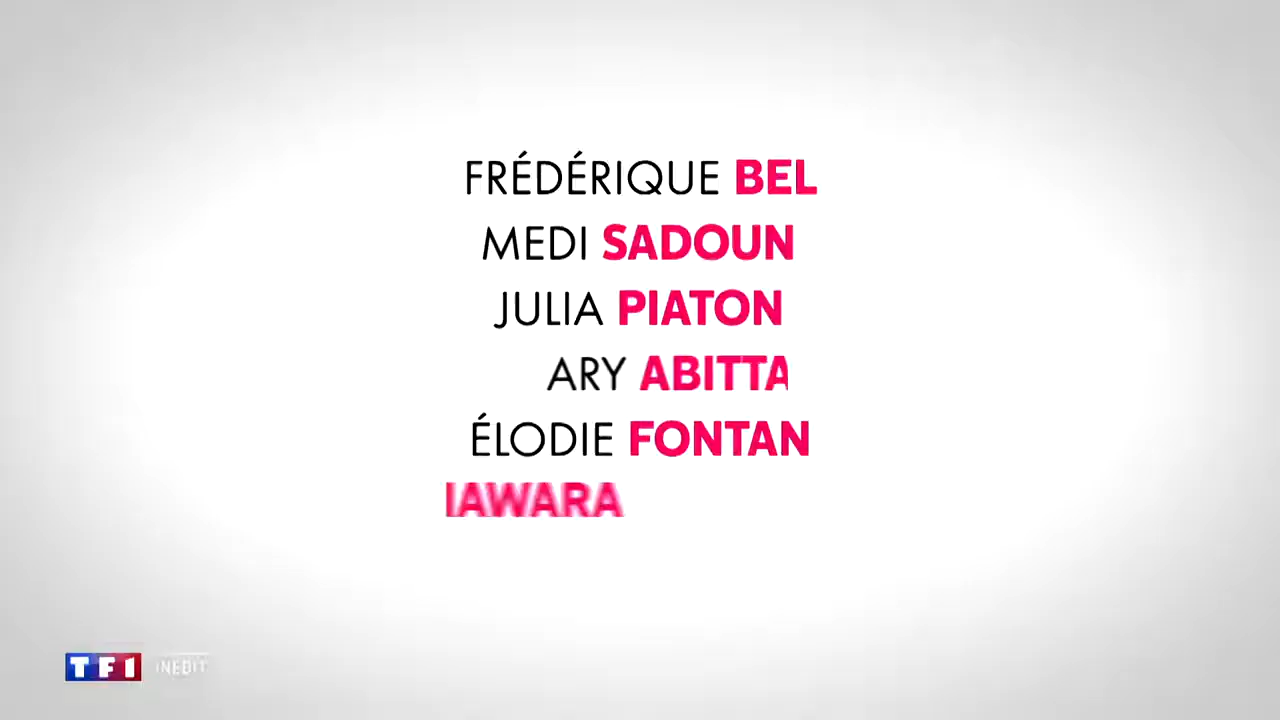 FRÉDÉRIQUE BEL
MEDI SADOUN
JULIA PIATON
ARY ABITTA
ÉLODIE FONTAN
IAWARA
TF1 INÉDIT